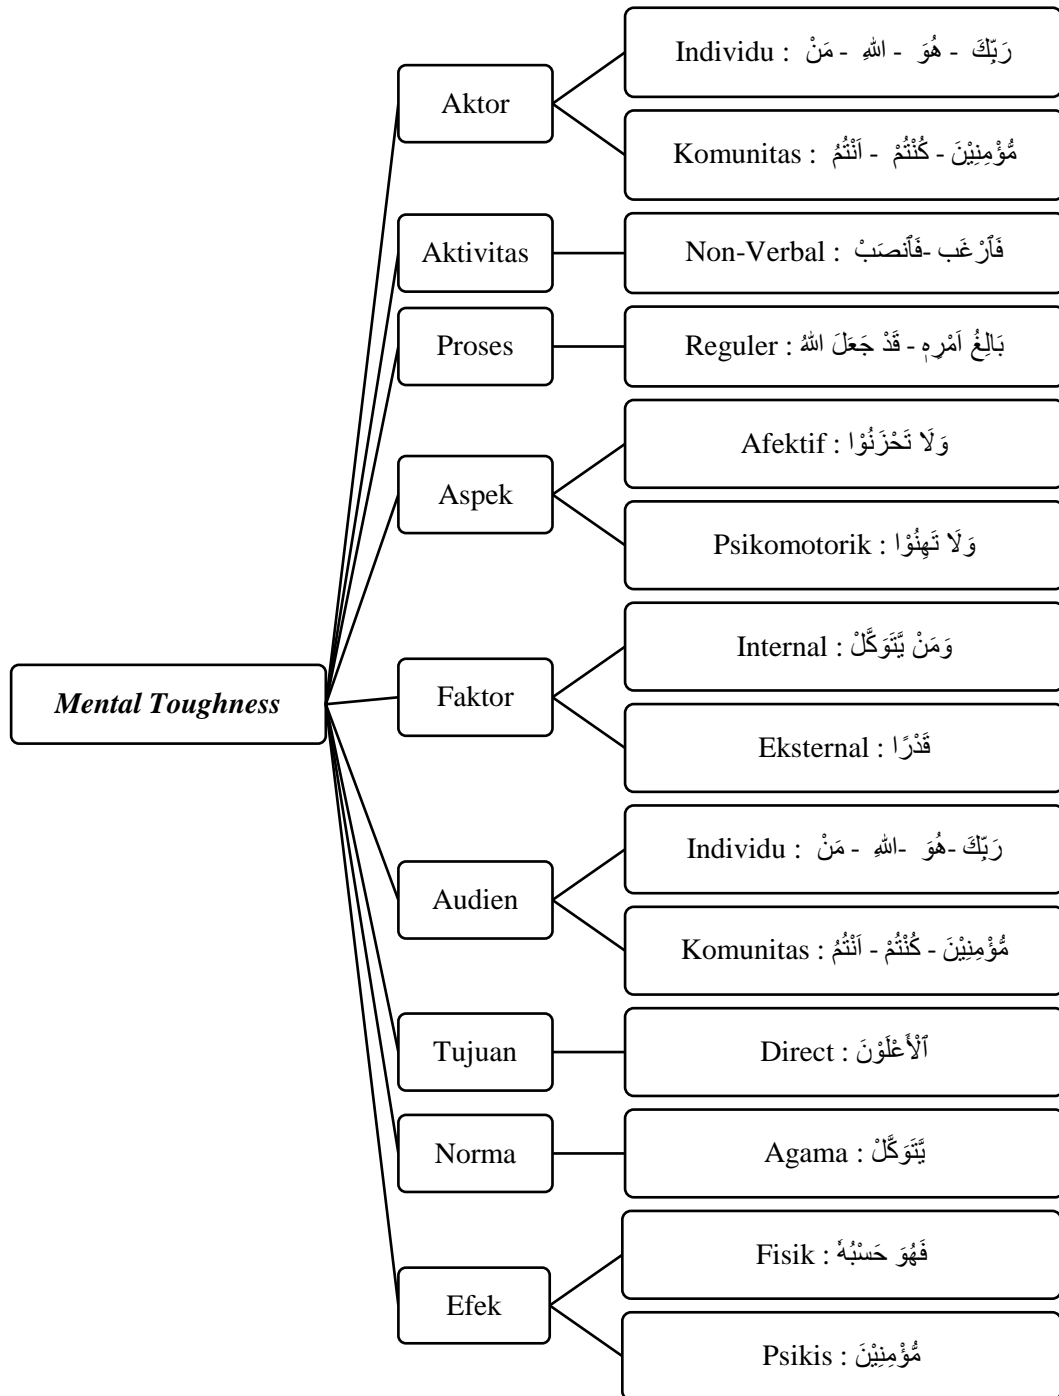 Mental Toughness
Aktor
Individu : رَبِّكَ - هُوَ - اللهِ - مَنْ
Komunitas : مُّؤْمِنِيْنَ - كُنْتُمْ - اَنْتُمُ
Aktivitas
Non-Verbal : فَٱرْغَب -فَٱنصَبْ
Proses
Reguler : بَالِغُ اَمْرِهٖ - قَدْ جَعَلَ اللهُ
Aspek
Afektif : وَلَا تَحْزَنُوْا
Psikomotorik : وَلَا تَهِنُوْا
Faktor
Internal : وَمَنْ يَّتَوَكَّلْ
Eksternal : قَدْرًا
Audien
Individu : رَبِّكَ -هُوَ -اللهِ - مَنْ
Komunitas : مُّؤْمِنِيْنَ - كُنْتُمْ - اَنْتُمُ
Tujuan
Direct : ٱلْأَعْلَوْنَ
Norma
Agama : يَّتَوَكَّلْ
Efek
Fisik : فَهُوَ حَسْبُهٗ
Psikis : مُّؤْمِنِيْنَ